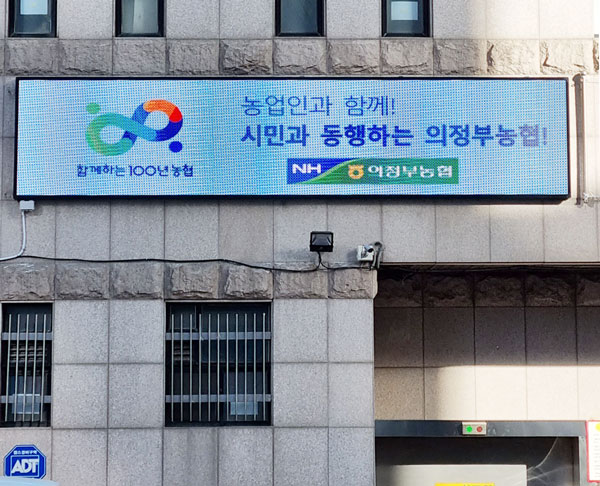 농업인과 함께!
시민과 동행하는 의정부농협!
함께하는 100년 농협
NH 의정부농협
ADT